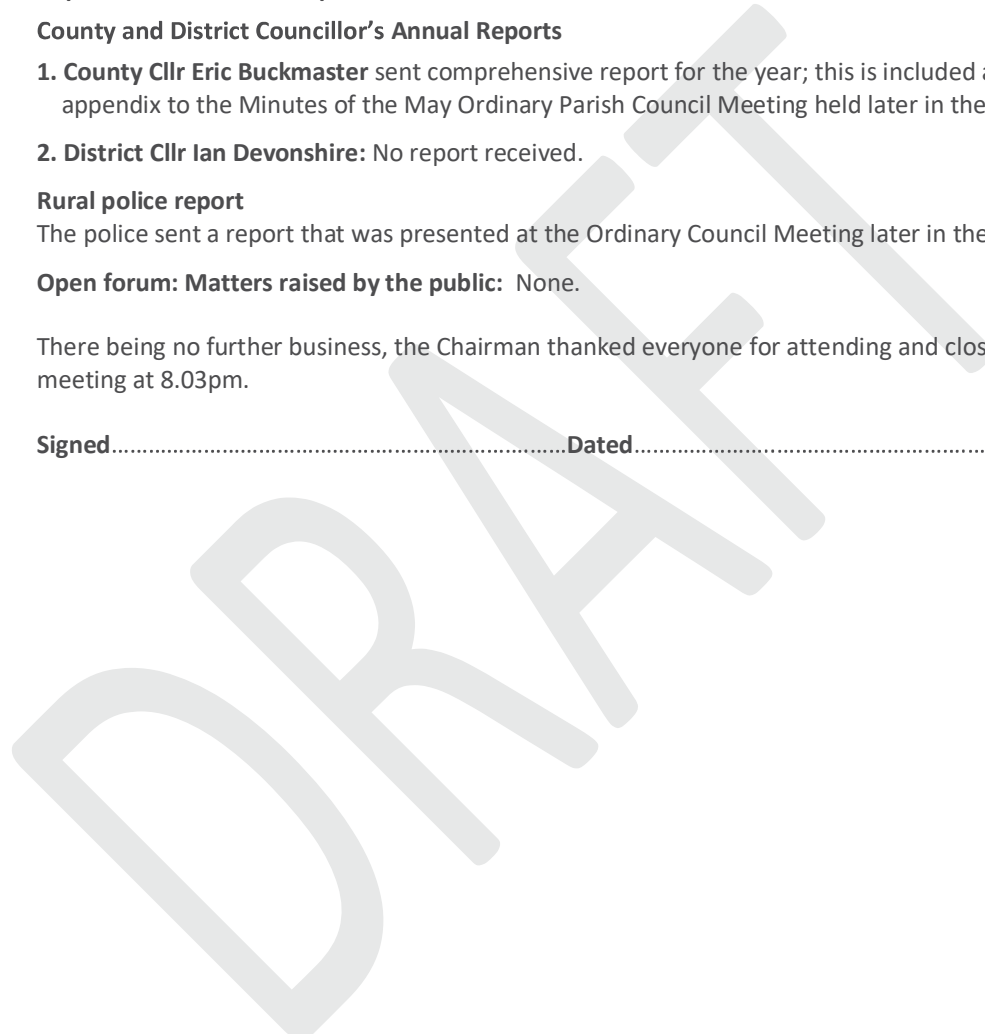 County and District Councillor’s Annual Reports
1. County Cllr Eric Buckmaster sent comprehensive report for the year; this is included
appendix to the Minutes of the May Ordinary Parish Council Meeting held later in the
2. District Cllr Ian Devonshire: No report received.
Rural police report
The police sent a report that was presented at the Ordinary Council Meeting later in the
Open forum: Matters raised by the public:  None.
There being no further business, the Chairman thanked everyone for attending and clos
meeting at 8.03pm.
Signed……………………………………………………………….Dated………………………………………………
DRAFT